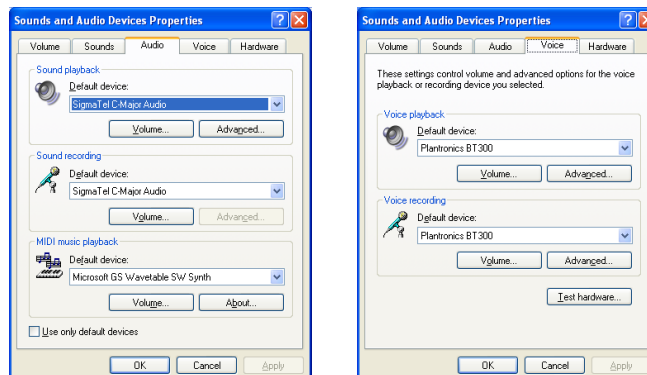 Sounds and Audio Devices Properties
Volume Sounds Audio Voice Hardware
Sound playback
Default device:
SigmaTel C-Major Audio
Volume... Advanced...
Sound recording
Default device:
SigmaTel C-Major Audio
Volume... Advanced...
MIDI music playback
Default device:
Microsoft GS Wavetable SW Synth
Volume... About...
Use only default devices
OK Cancel Apply
Sounds and Audio Devices Properties
Volume Sounds Audio Voice Hardware
These settings control volume and advanced options for the voice
playback or recording device you selected.
Voice playback
Default device:
Plantronics BT300
Volume... Advanced...
Voice recording
Default device:
Plantronics BT300
Volume... Advanced...
Test hardware...
OK Cancel Apply